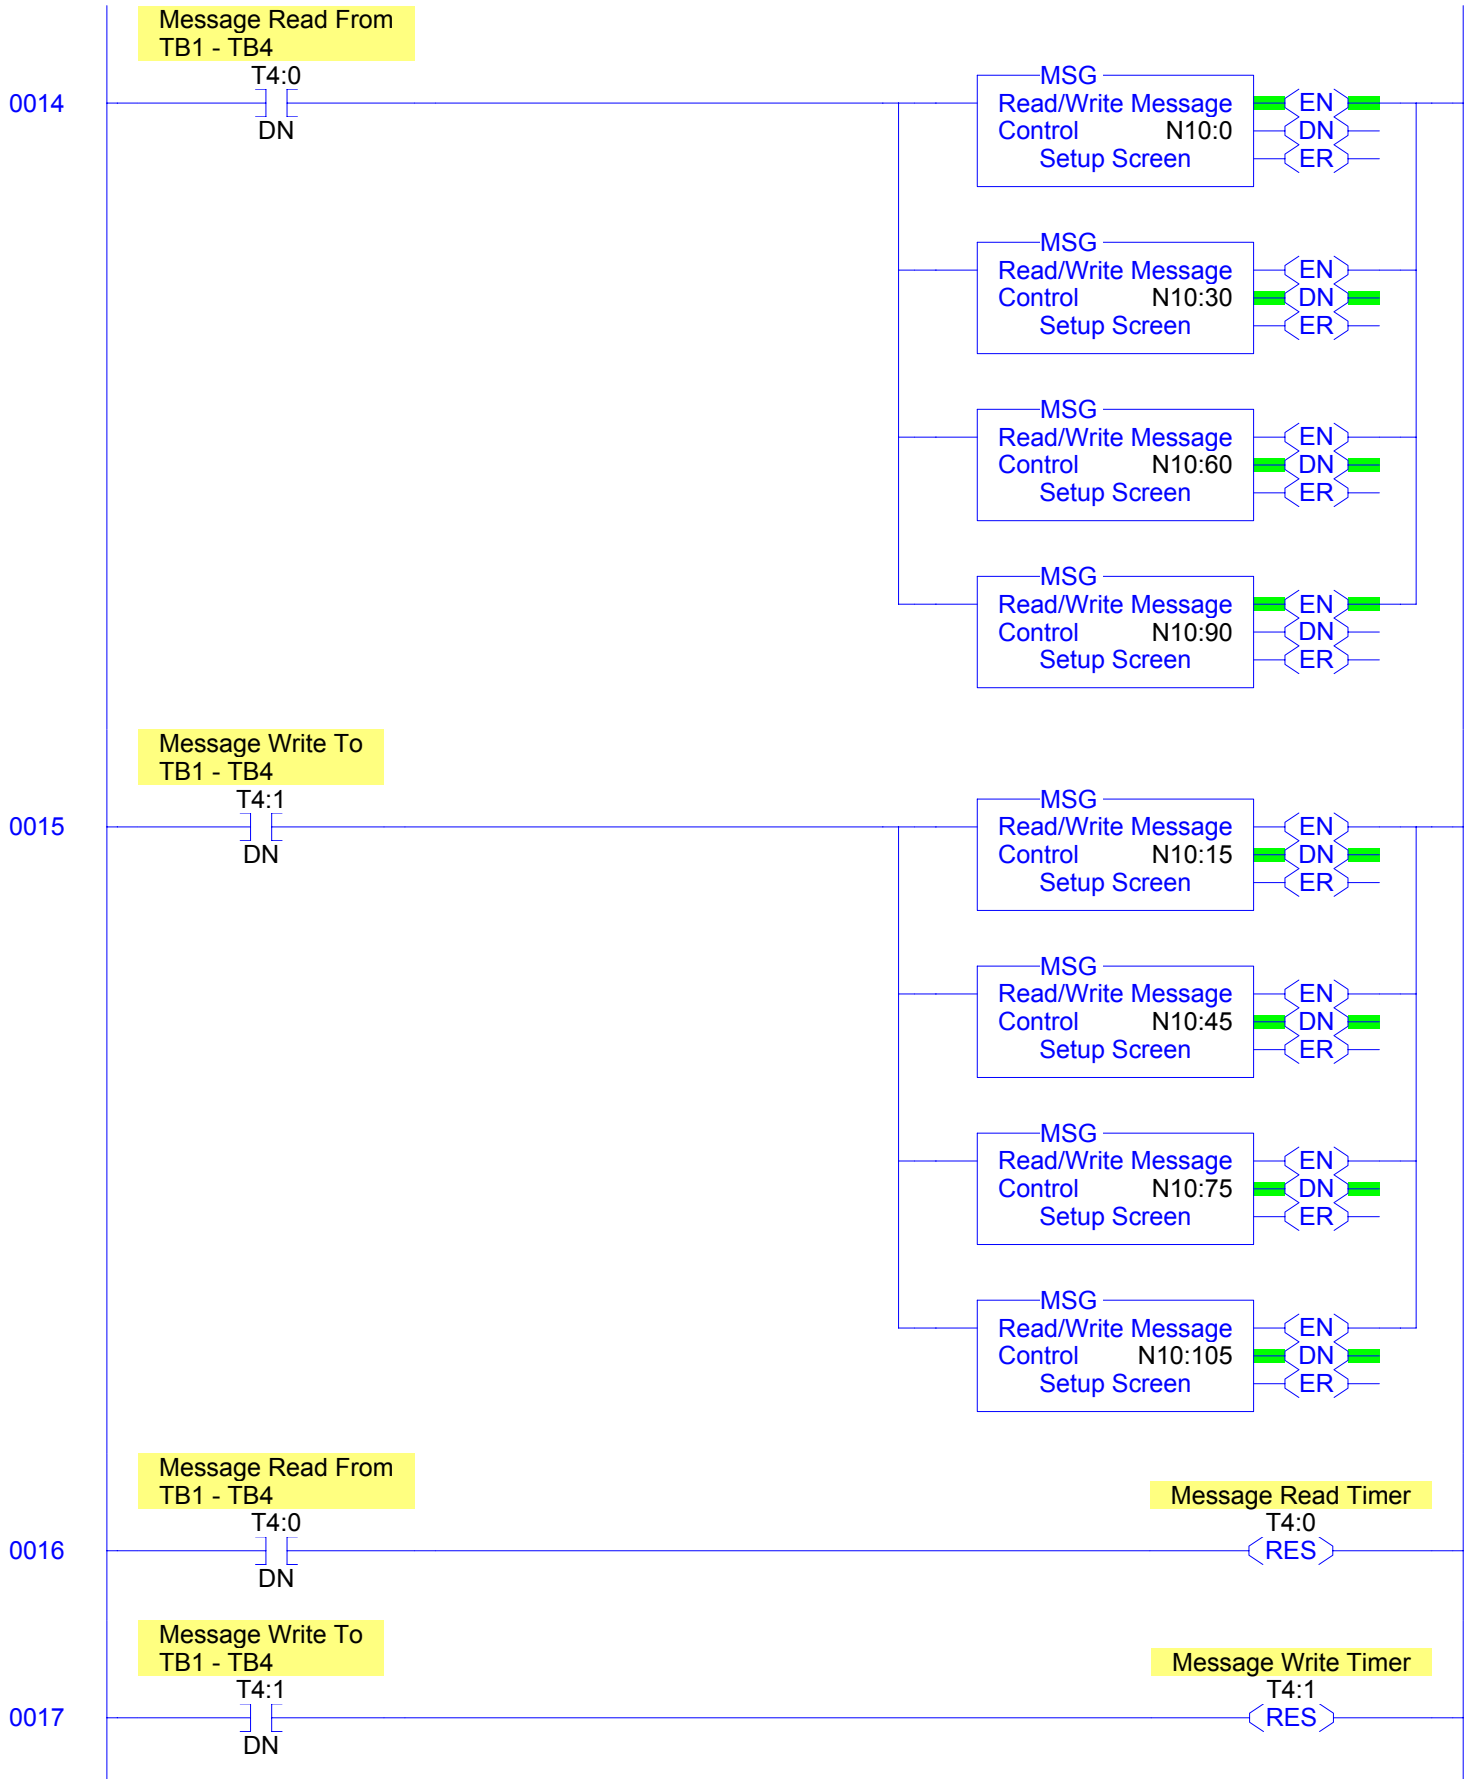 Message Read From
TB1 - TB4
T4:0
0014
DN
MSG
Read/Write Message
Control N10:0
Setup Screen
EN
DN
ER
MSG
Read/Write Message
Control N10:30
Setup Screen
EN
DN
ER
MSG
Read/Write Message
Control N10:60
Setup Screen
EN
DN
ER
MSG
Read/Write Message
Control N10:90
Setup Screen
EN
DN
ER
Message Write To
TB1 - TB4
T4:1
0015
DN
MSG
Read/Write Message
Control N10:15
Setup Screen
EN
DN
ER
MSG
Read/Write Message
Control N10:45
Setup Screen
EN
DN
ER
MSG
Read/Write Message
Control N10:75
Setup Screen
EN
DN
ER
MSG
Read/Write Message
Control N10:105
Setup Screen
EN
DN
ER
Message Read From
TB1 - TB4
T4:0
0016
DN
Message Read Timer
T4:0
RES
Message Write To
TB1 - TB4
T4:1
0017
DN
Message Write Timer
T4:1
RES